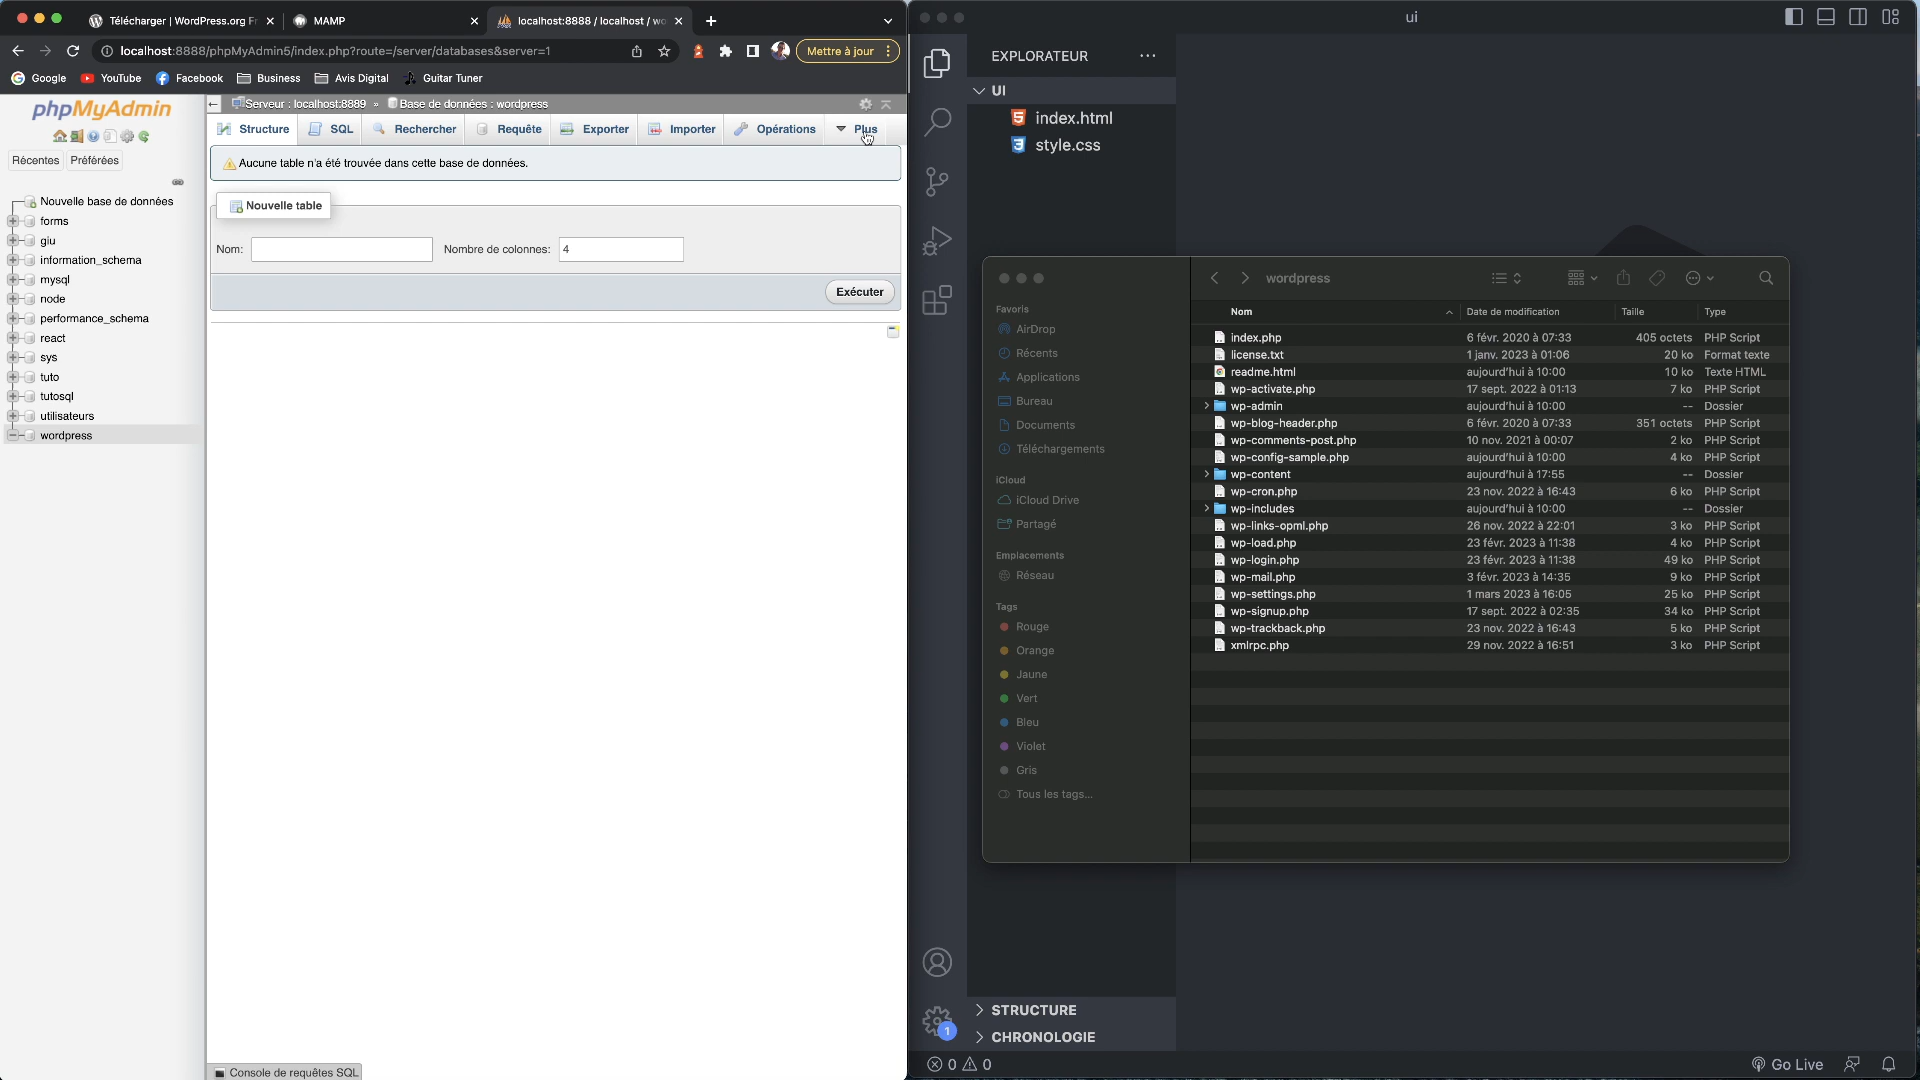 Télécharger | WordPress.org Fr
MAMP
localhost:8888 / localhost / wo
localhost:8888/phpMyAdmin5/index.php?route=/server/databases&server=1
Mettre à jour
Google
YouTube
Facebook
Business
Avis Digital
Guitar Tuner
phpMyAdmin
Récentes
Préférées
Nouvelle base de données
forms
giu
information_schema
mysql
node
performance_schema
react
sys
tuto
tutosql
utilisateurs
wordpress
Serveur : localhost:8889 » Base de données : wordpress
Structure
SQL
Rechercher
Requête
Exporter
Importer
Opérations
Plus
Aucune table n'a été trouvée dans cette base de données.
Nouvelle table
Nom:
Nombre de colonnes: 4
Exécuter
Console de requêtes SQL
ui
EXPLORATEUR
UI
index.html
style.css
wordpress
Favoris
AirDrop
Récents
Applications
Bureau
Documents
Téléchargements
iCloud
iCloud Drive
Partagé
Emplacements
Réseau
Tags
Rouge
Orange
Jaune
Vert
Bleu
Violet
Gris
Tous les tags...
Nom Date de modification Taille Type
index.php 6 févr. 2020 à 07:33 405 octets PHP Script
license.txt 1 janv. 2023 à 01:06 20 ko Format texte
readme.html aujourd'hui à 10:00 10 ko Texte HTML
wp-activate.php 17 sept. 2022 à 01:13 7 ko PHP Script
wp-admin aujourd'hui à 10:00 -- Dossier
wp-blog-header.php 6 févr. 2020 à 07:33 351 octets PHP Script
wp-comments-post.php 10 nov. 2021 à 00:07 2 ko PHP Script
wp-config-sample.php aujourd'hui à 10:00 4 ko PHP Script
wp-content aujourd'hui à 17:55 -- Dossier
wp-cron.php 23 nov. 2022 à 16:43 6 ko PHP Script
wp-includes aujourd'hui à 10:00 -- Dossier
wp-links-opml.php 26 nov. 2022 à 22:01 3 ko PHP Script
wp-load.php 23 févr. 2023 à 11:38 4 ko PHP Script
wp-login.php 23 févr. 2023 à 11:38 49 ko PHP Script
wp-mail.php 3 févr. 2023 à 14:35 9 ko PHP Script
wp-settings.php 1 mars 2023 à 16:05 25 ko PHP Script
wp-signup.php 17 sept. 2022 à 02:35 34 ko PHP Script
wp-trackback.php 23 nov. 2022 à 16:43 5 ko PHP Script
xmlrpc.php 29 nov. 2022 à 16:51 3 ko PHP Script
STRUCTURE
1
CHRONOLOGIE
0 0
Go Live